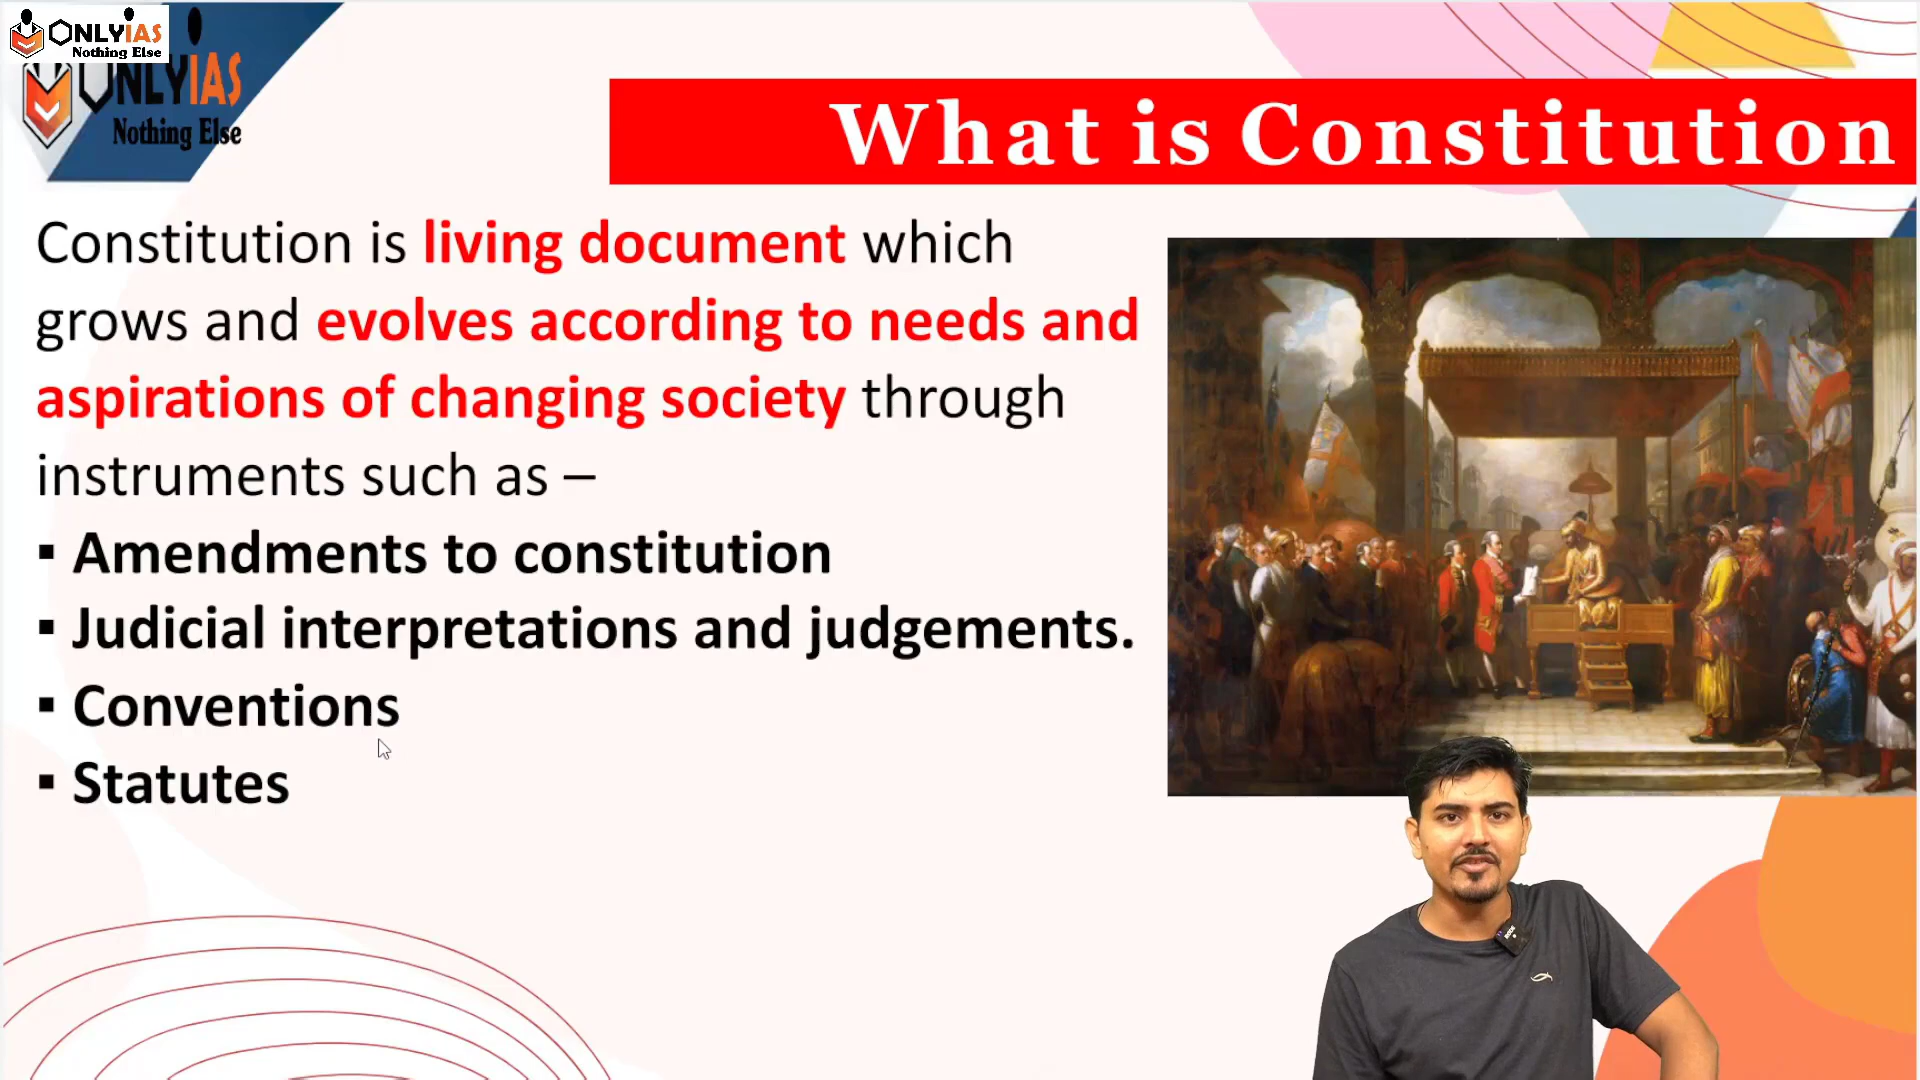 ONLYIAS
Nothing Else
ONLYIAS
Nothing Else
What is Constitution
Constitution is living document which
grows and evolves according to needs and
aspirations of changing society through
instruments such as –
▪ Amendments to constitution
▪ Judicial interpretations and judgements.
▪ Conventions
▪ Statutes